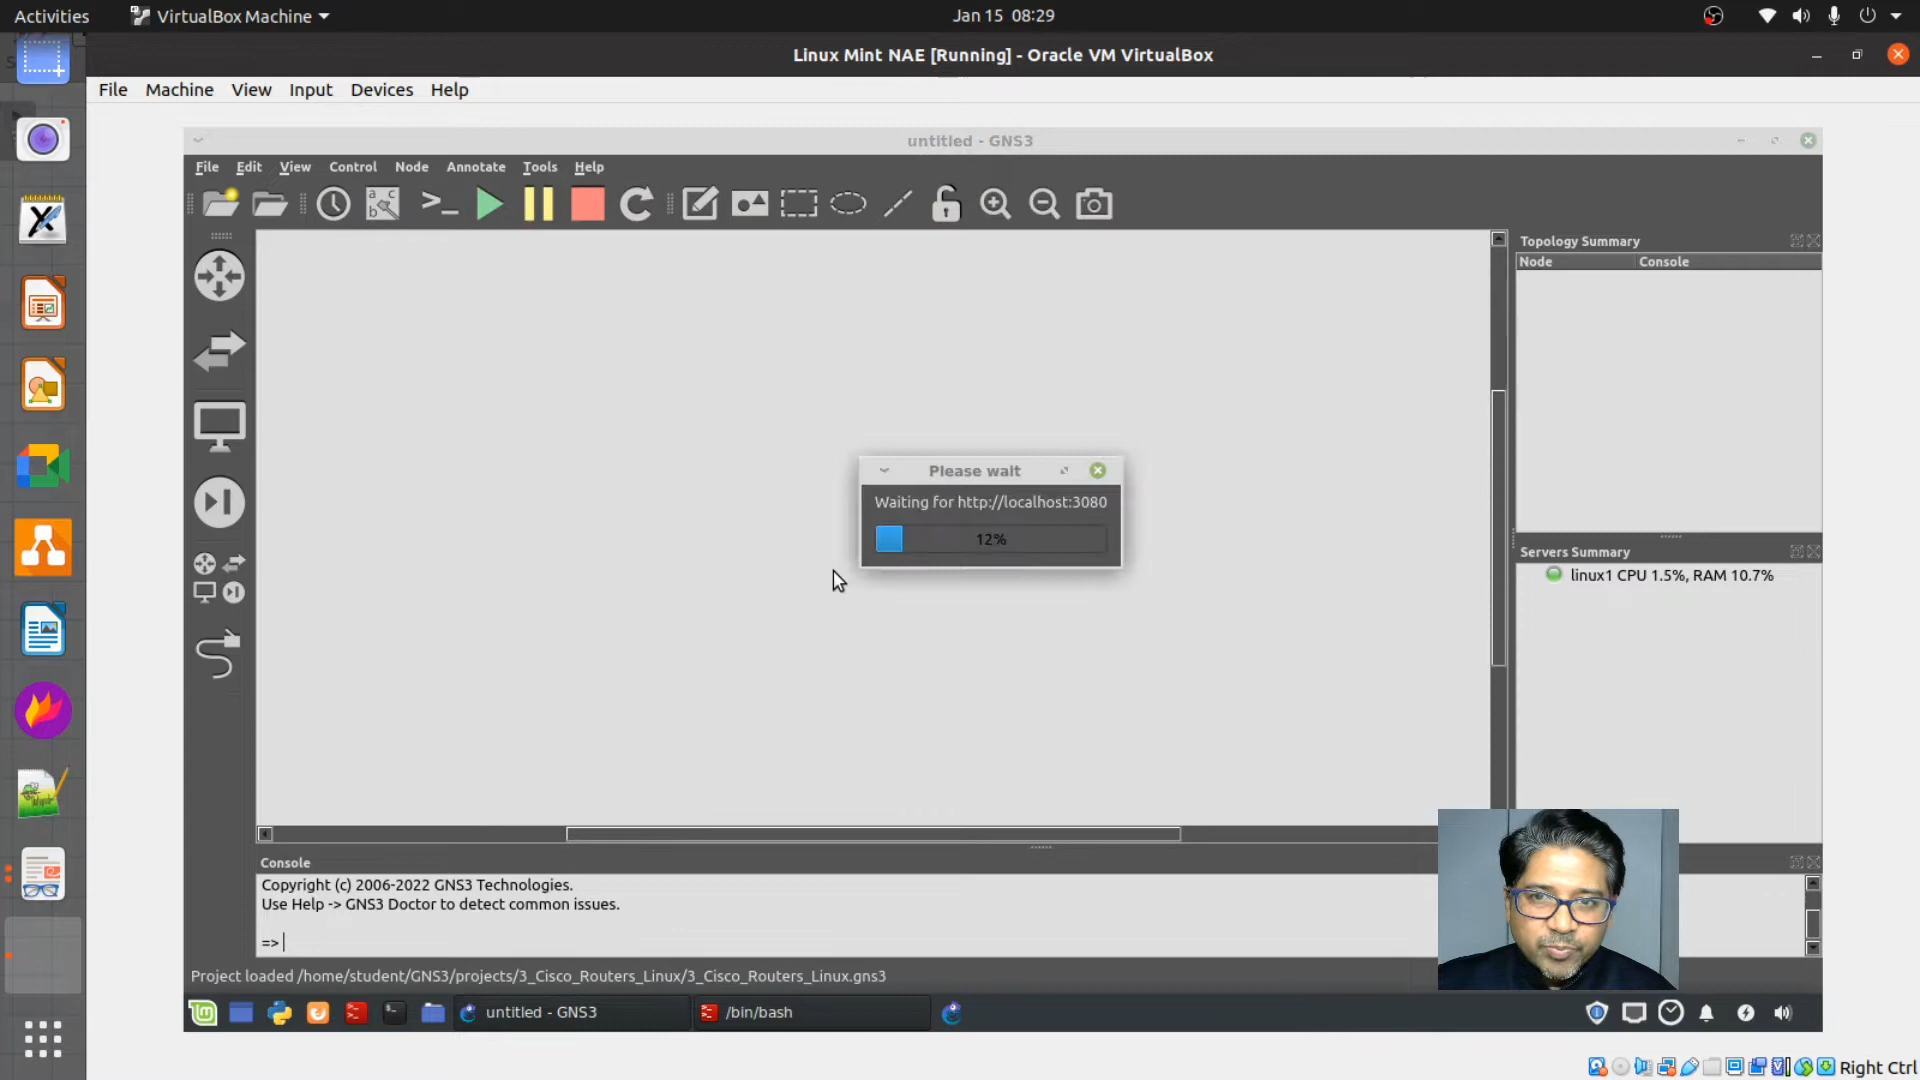 Activities
VirtualBox Machine
Jan 15 08:29
Linux Mint NAE [Running] - Oracle VM VirtualBox
File Machine View Input Devices Help
untitled - GNS3
File Edit View Control Node Annotate Tools Help
Topology Summary
Node Console
Please wait
Waiting for http://localhost:3080
12%
Servers Summary
linux1 CPU 1.5%, RAM 10.7%
Console
Copyright (c) 2006-2022 GNS3 Technologies.
Use Help -> GNS3 Doctor to detect common issues.
=>
Project loaded /home/student/GNS3/projects/3_Cisco_Routers_Linux/3_Cisco_Routers_Linux.gns3
untitled - GNS3
/bin/bash
Right Ctrl